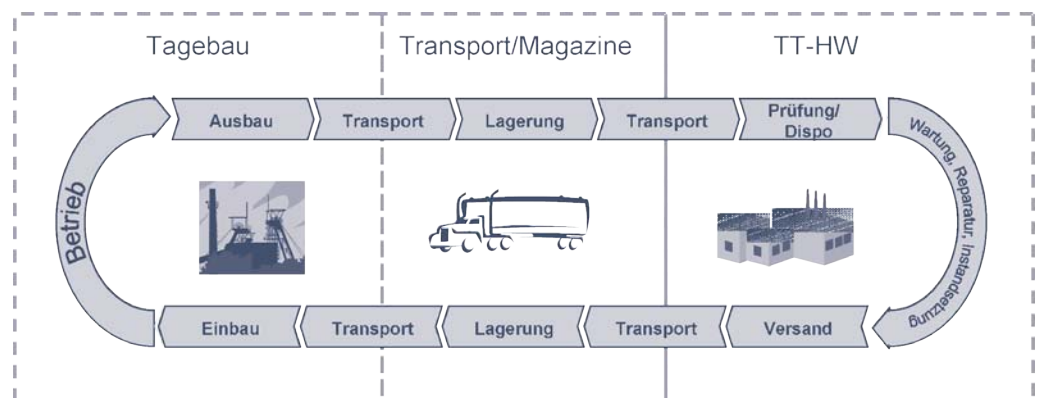 Tagebau
Transport/Magazine
TT-HW
Ausbau
Transport
Lagerung
Transport
Prüfung/
Dispo
Wartung, Reparatur, Instandsetzung
Betrieb
Einbau
Transport
Lagerung
Transport
Versand